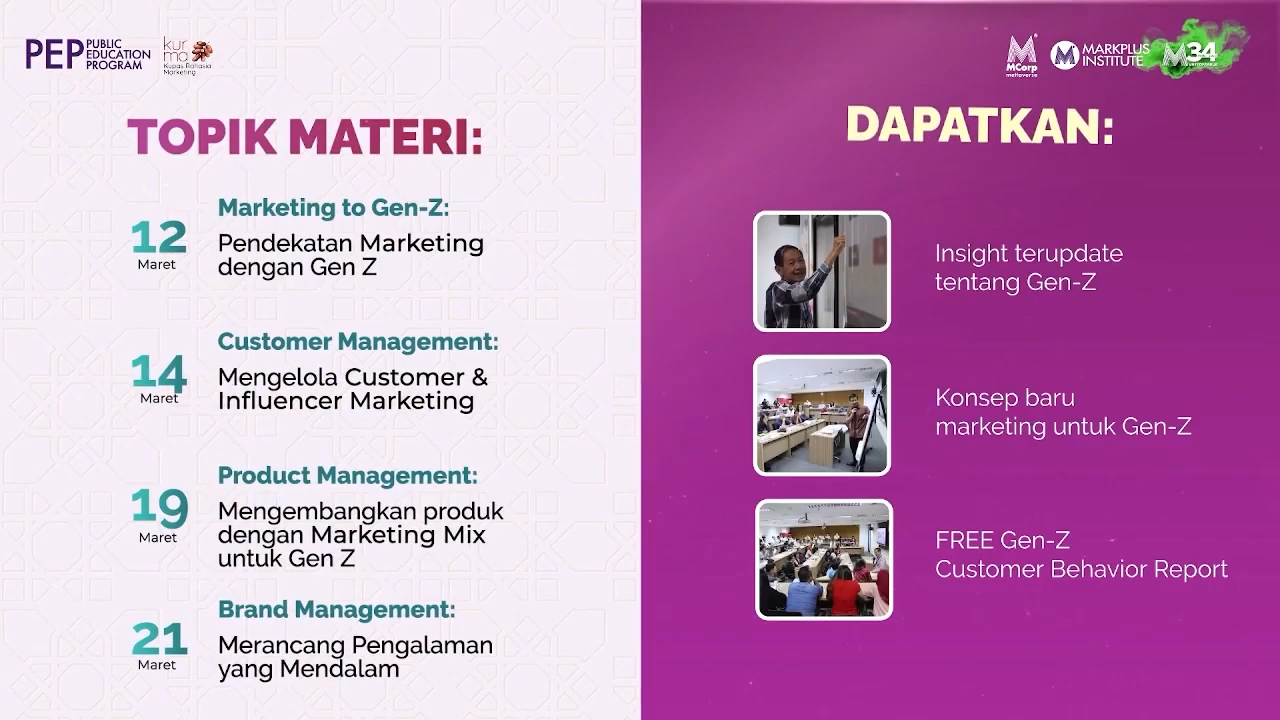 PEP PUBLIC
EDUCATION
PROGRAM
kur
ma
Kupas Rahasia
Marketing
TOPIK MATERI:
12
Maret
Marketing to Gen-Z:
Pendekatan Marketing
dengan Gen Z
14
Maret
Customer Management:
Mengelola Customer &
Influencer Marketing
19
Maret
Product Management:
Mengembangkan produk
dengan Marketing Mix
untuk Gen Z
21
Maret
Brand Management:
Merancang Pengalaman
yang Mendalam
MCorp
metaverse
MARKPLUS
INSTITUTE
M34
DAPATKAN:
Insight terupdate
tentang Gen-Z
Konsep baru
marketing untuk Gen-Z
FREE Gen-Z
Customer Behavior Report